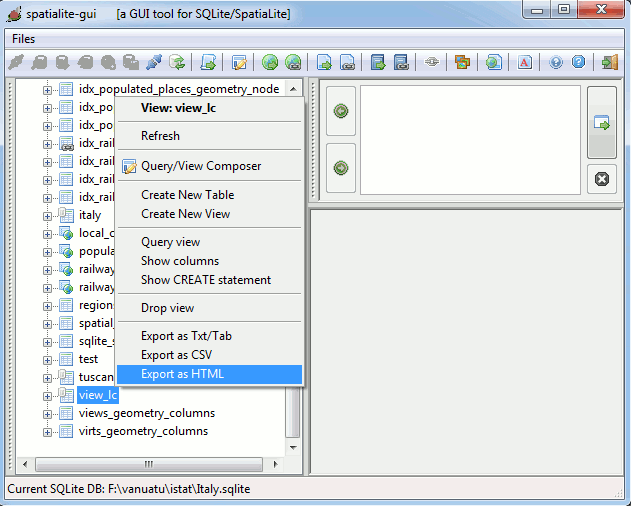 spatialite-gui [a GUI tool for SQLite/SpatiaLite]
Files
idx_populated_places_geometry_node
idx_po
idx_po
idx_rail
idx_rail
idx_rail
idx_rail
italy
local_c
popula
railway
railway
region
spatial_
sqlite_s
test
tuscan
view_lc
views_geometry_columns
virts_geometry_columns
View: view_lc
Refresh
Query/View Composer
Create New Table
Create New View
Query view
Show columns
Show CREATE statement
Drop view
Export as Txt/Tab
Export as CSV
Export as HTML
Current SQLite DB: F:\vanuatu\istat\Italy.sqlite